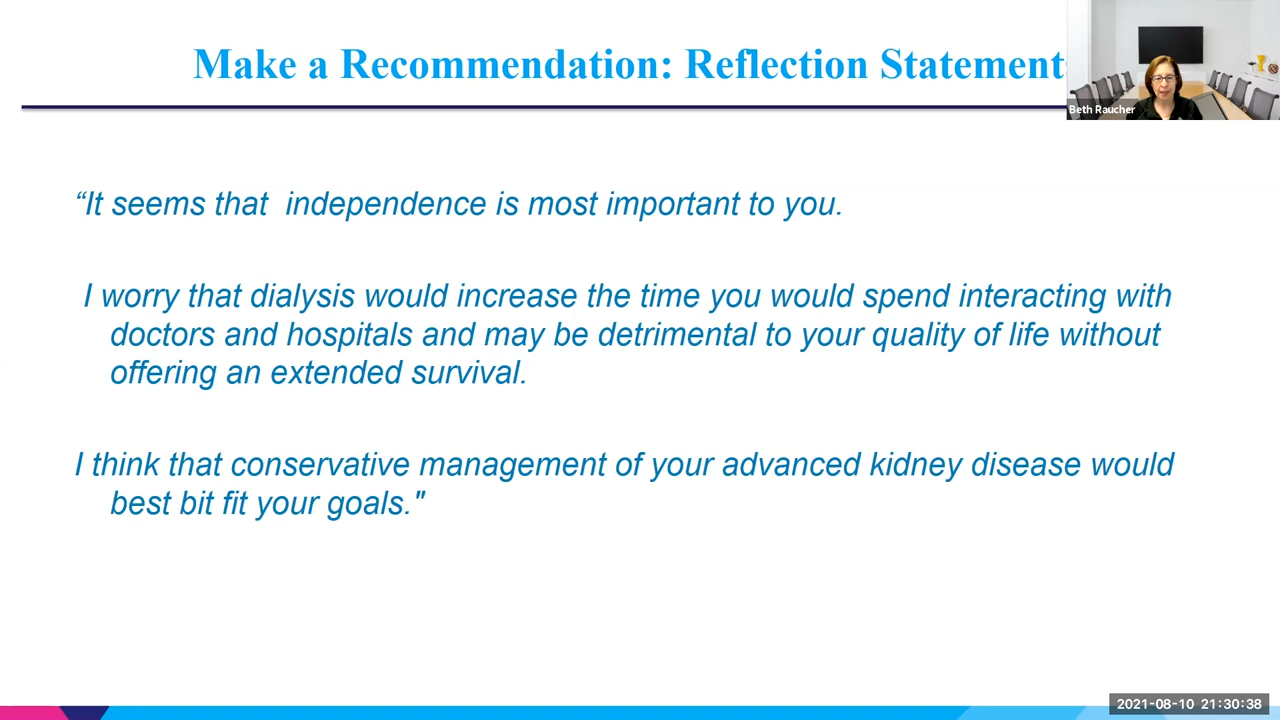 Make a Recommendation: Reflection Statement
Beth Raucher
“It seems that  independence is most important to you.
I worry that dialysis would increase the time you would spend interacting with
doctors and hospitals and may be detrimental to your quality of life without
offering an extended survival.
I think that conservative management of your advanced kidney disease would
best bit fit your goals."
2021-08-10 21:30:38